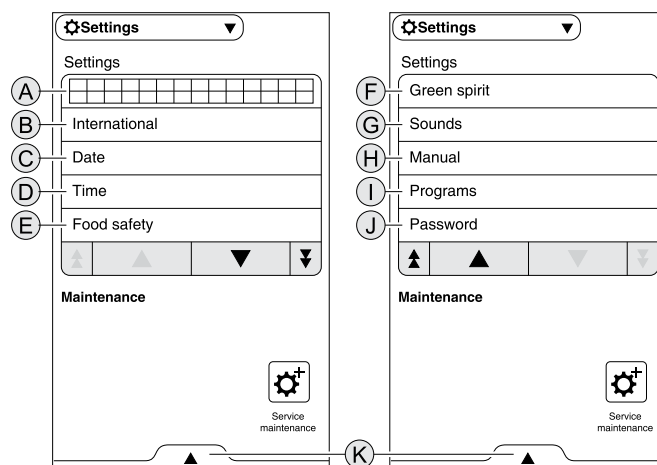 Settings
Settings
A
B International
C Date
D Time
E Food safety
Maintenance
Service
maintenance
Settings
Settings
F Green spirit
G Sounds
H Manual
I Programs
J Password
Maintenance
Service
maintenance
K